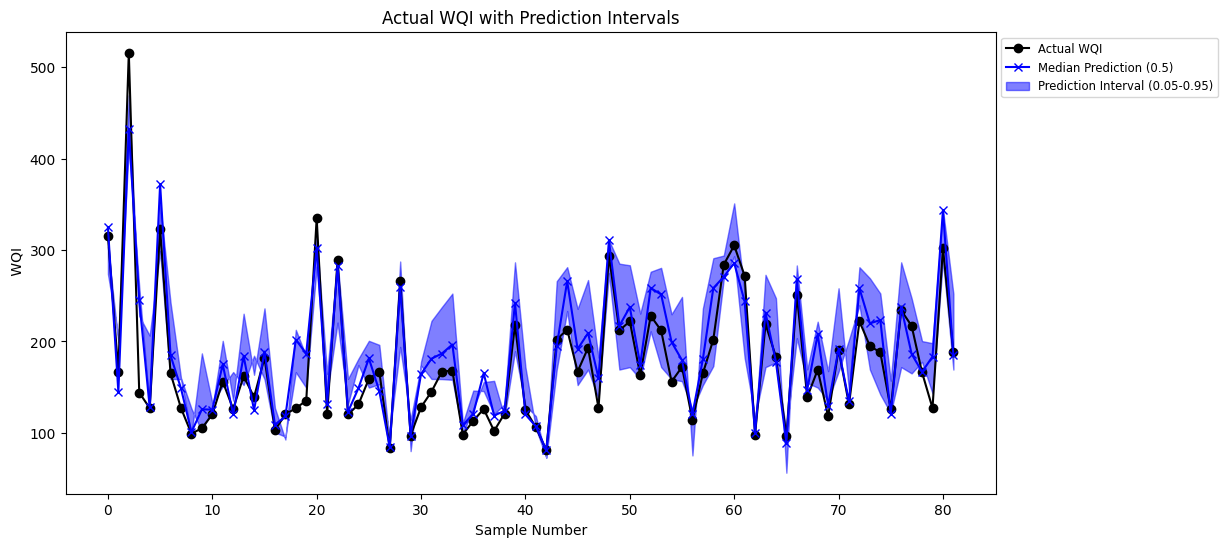 Actual WQI with Prediction Intervals
Actual WQI
Median Prediction (0.5)
Prediction Interval (0.05-0.95)
WQI
500
400
300
200
100
0 10 20 30 40 50 60 70 80
Sample Number